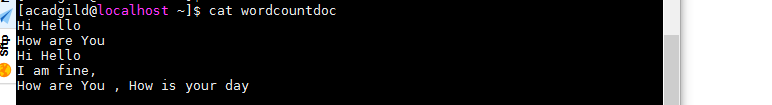 [acadgild@localhost ~]$ cat wordcountdoc
Hi Hello
How are You
Hi Hello
I am fine,
How are You , How is your day
Sftp